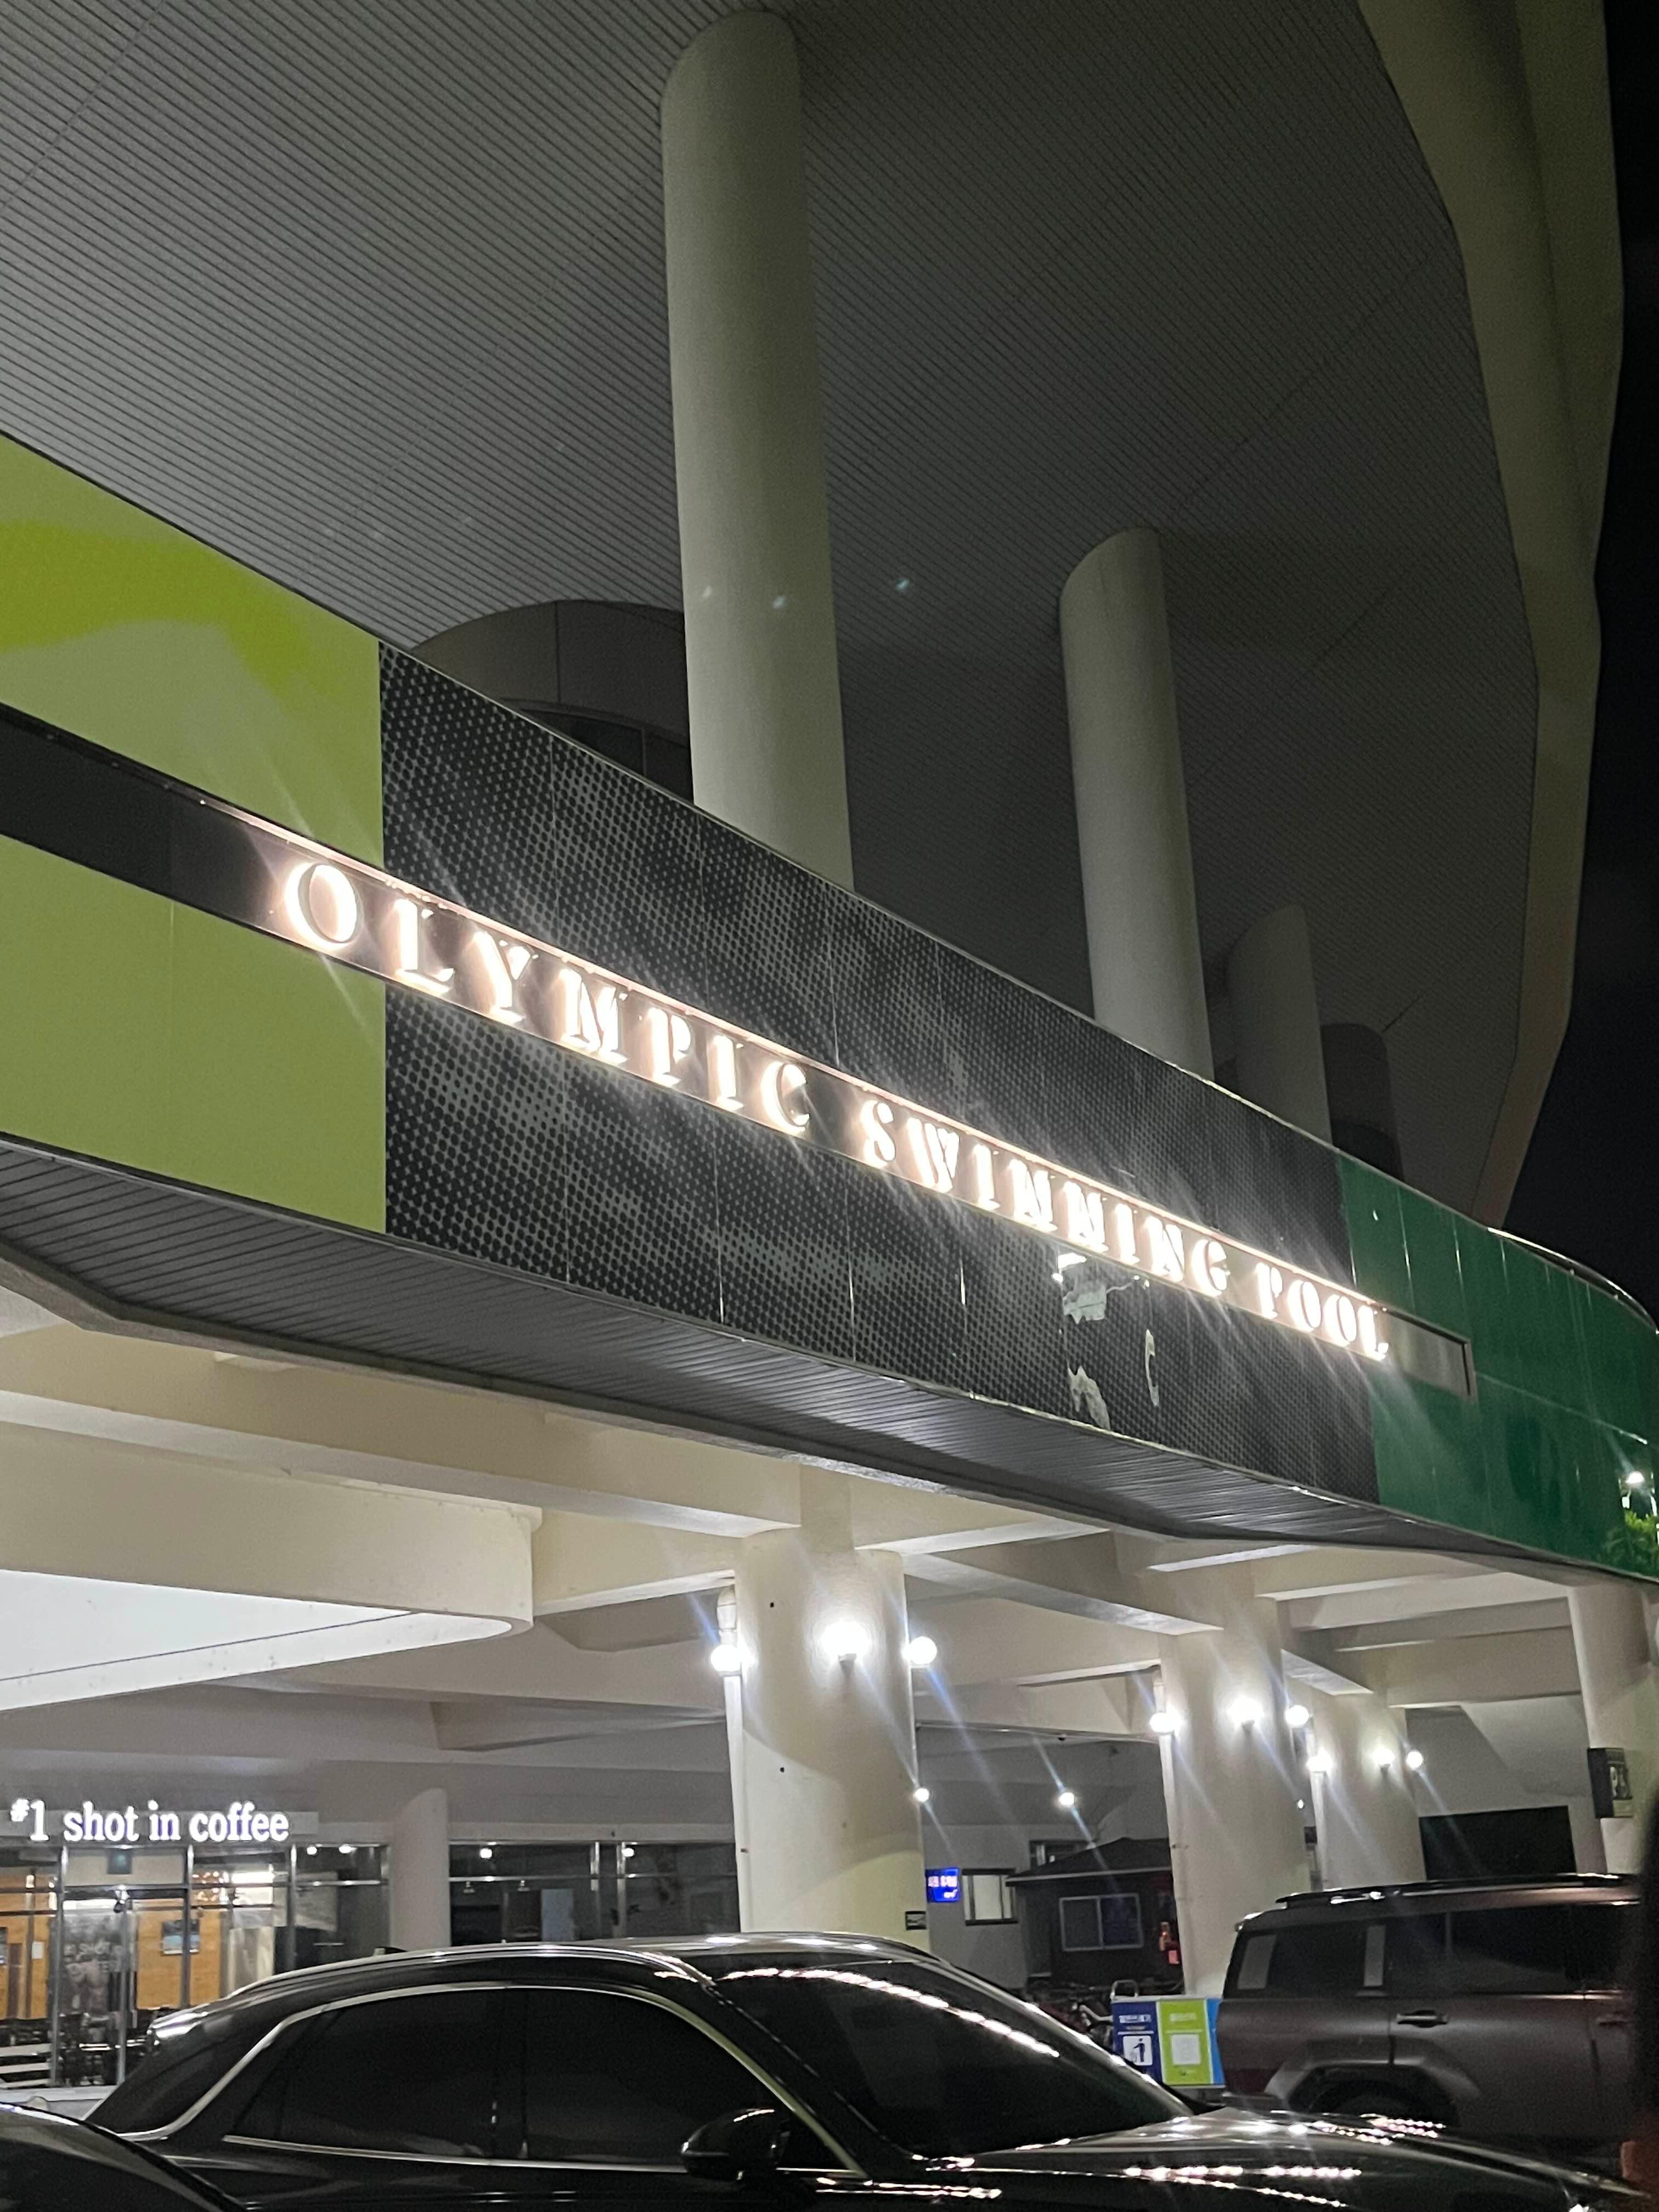 OLYMPIC SWIMMING POOL
#1 shot in coffee